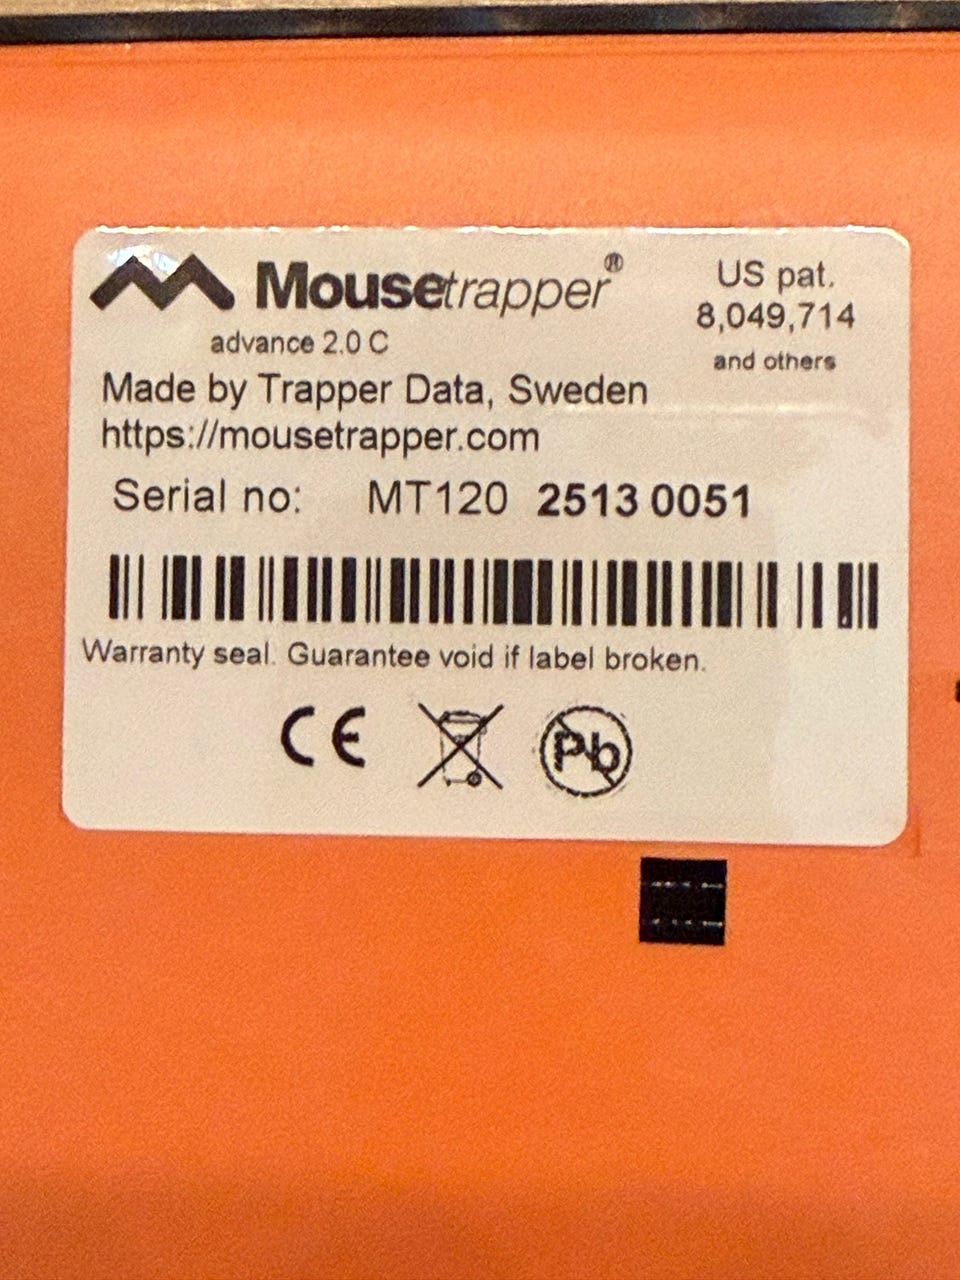 Mousetrapper®
advance 2.0 C
US pat.
8,049,714
and others
Made by Trapper Data, Sweden
https://mousetrapper.com
Serial no: MT120 2513 0051
Warranty seal. Guarantee void if label broken.
CE
Pb